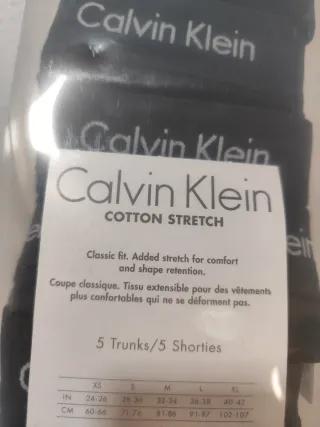 Calvin Klein
Calvin Klein
Calvin Klein
COTTON STRETCH
Classic fit. Added stretch for comfort
and shape retention.
Coupe classique. Tissu extensible pour des vêtements
plus confortables qui ne se déforment pas.
5 Trunks/5 Shorties
XS S M L XL
IN 24-26 28-30 32-34 36-38 40-42
CM 60-66 71-76 81-86 91-97 102-107